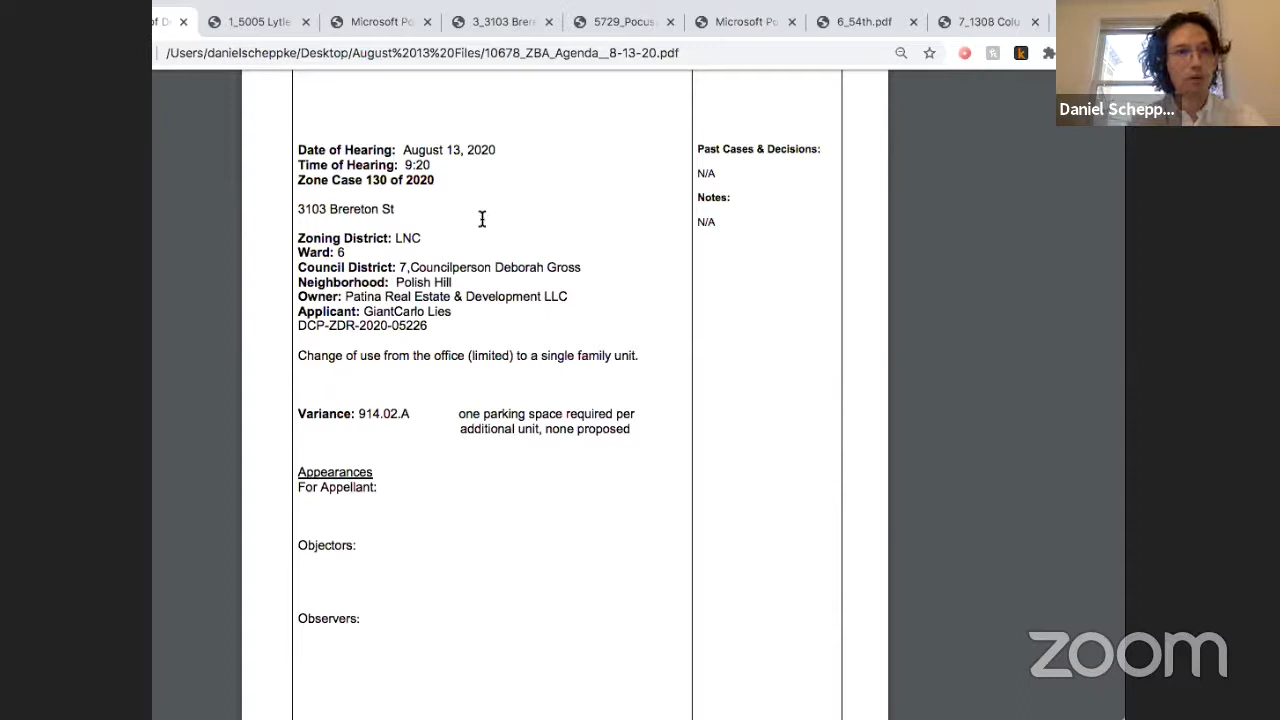 of De
1_5005 Lytle
Microsoft Po
3_3103 Brere
5729_Pocus
Microsoft Po
6_54th.pdf
7_1308 Colu
/Users/danielscheppke/Desktop/August%2013%20Files/10678_ZBA_Agenda__8-13-20.pdf
Daniel Schepp...
Date of Hearing: August 13, 2020
Time of Hearing: 9:20
Zone Case 130 of 2020
3103 Brereton St
Zoning District: LNC
Ward: 6
Council District: 7,Councilperson Deborah Gross
Neighborhood: Polish Hill
Owner: Patina Real Estate & Development LLC
Applicant: GiantCarlo Lies
DCP-ZDR-2020-05226
Change of use from the office (limited) to a single family unit.
Variance: 914.02.A one parking space required per
additional unit, none proposed
Appearances
For Appellant:
Objectors:
Observers:
Past Cases & Decisions:
N/A
Notes:
N/A
zoom